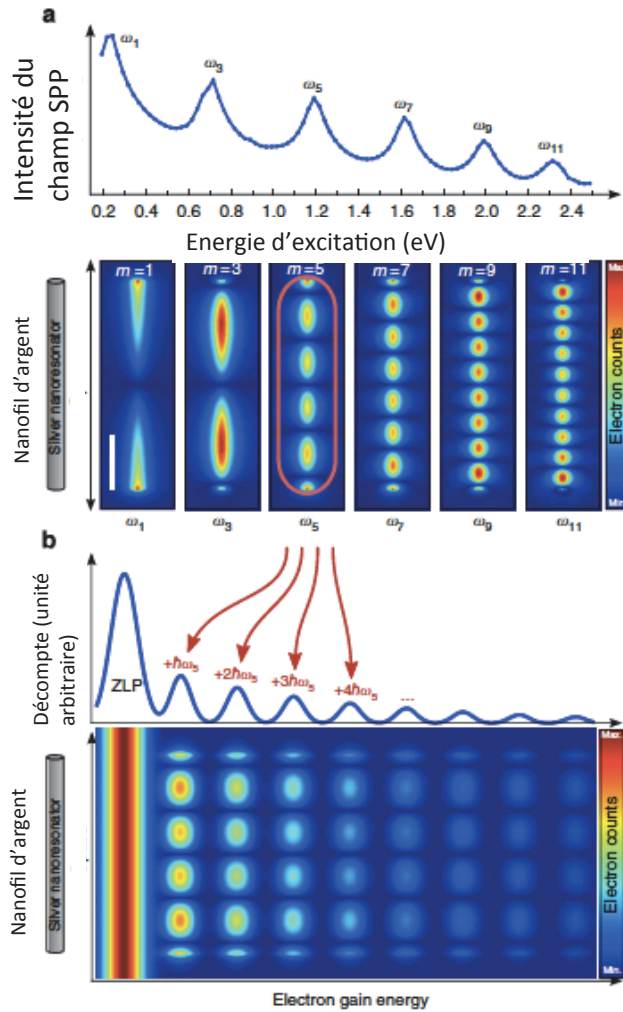 a
ω1
ω3
ω5
ω7
ω9
ω11
Intensité du
champ SPP
0.2 0.4 0.6 0.8 1.0 1.2 1.4 1.6 1.8 2.0 2.2 2.4
Energie d'excitation (eV)
m=1 m=3 m=5 m=7 m=9 m=11
Nanofil d'argent
Silver nanoresonator
Max.
Electron counts
Min.
ω1 ω3 ω5 ω7 ω9 ω11
b
Décompte (unité
arbitraire)
ZLP
+ħω5
+2ħω5
+3ħω5
+4ħω5
...
Nanofil d'argent
Silver nanoresonator
Max.
Electron counts
Min.
Electron gain energy